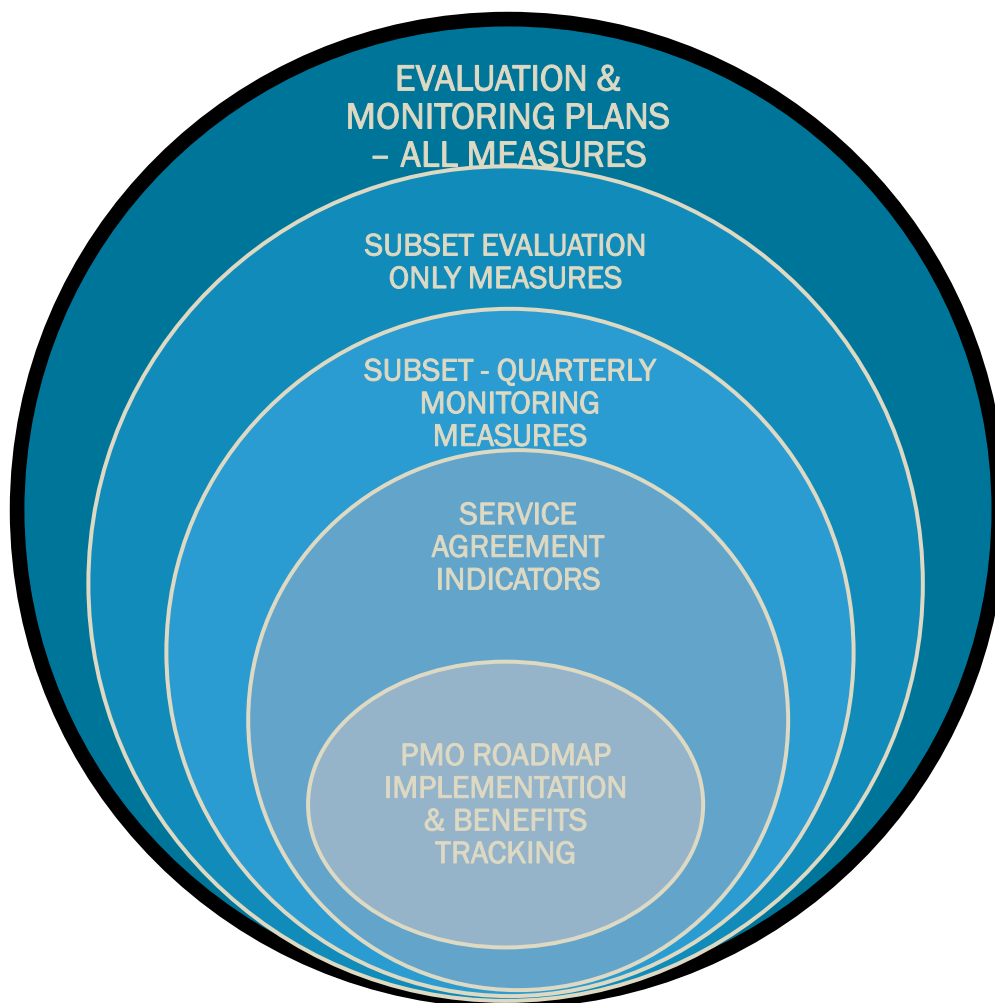 EVALUATION &
MONITORING PLANS
– ALL MEASURES
SUBSET EVALUATION
ONLY MEASURES
SUBSET - QUARTERLY
MONITORING
MEASURES
SERVICE
AGREEMENT
INDICATORS
PMO ROADMAP
IMPLEMENTATION
& BENEFITS
TRACKING